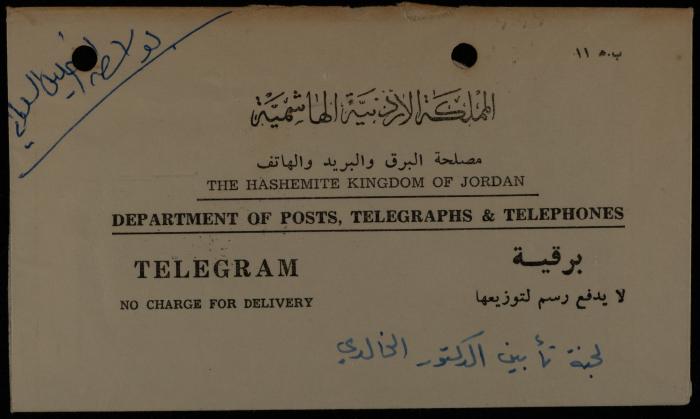 ب.ه ١١
المملكة الأردنية الهاشمية
مصلحة البرق والبريد والهاتف
THE HASHEMITE KINGDOM OF JORDAN
DEPARTMENT OF POSTS, TELEGRAPHS & TELEPHONES
برقية
TELEGRAM
لا يدفع رسم لتوزيعها
NO CHARGE FOR DELIVERY
لجنة تأبين الدكتور الخالدي